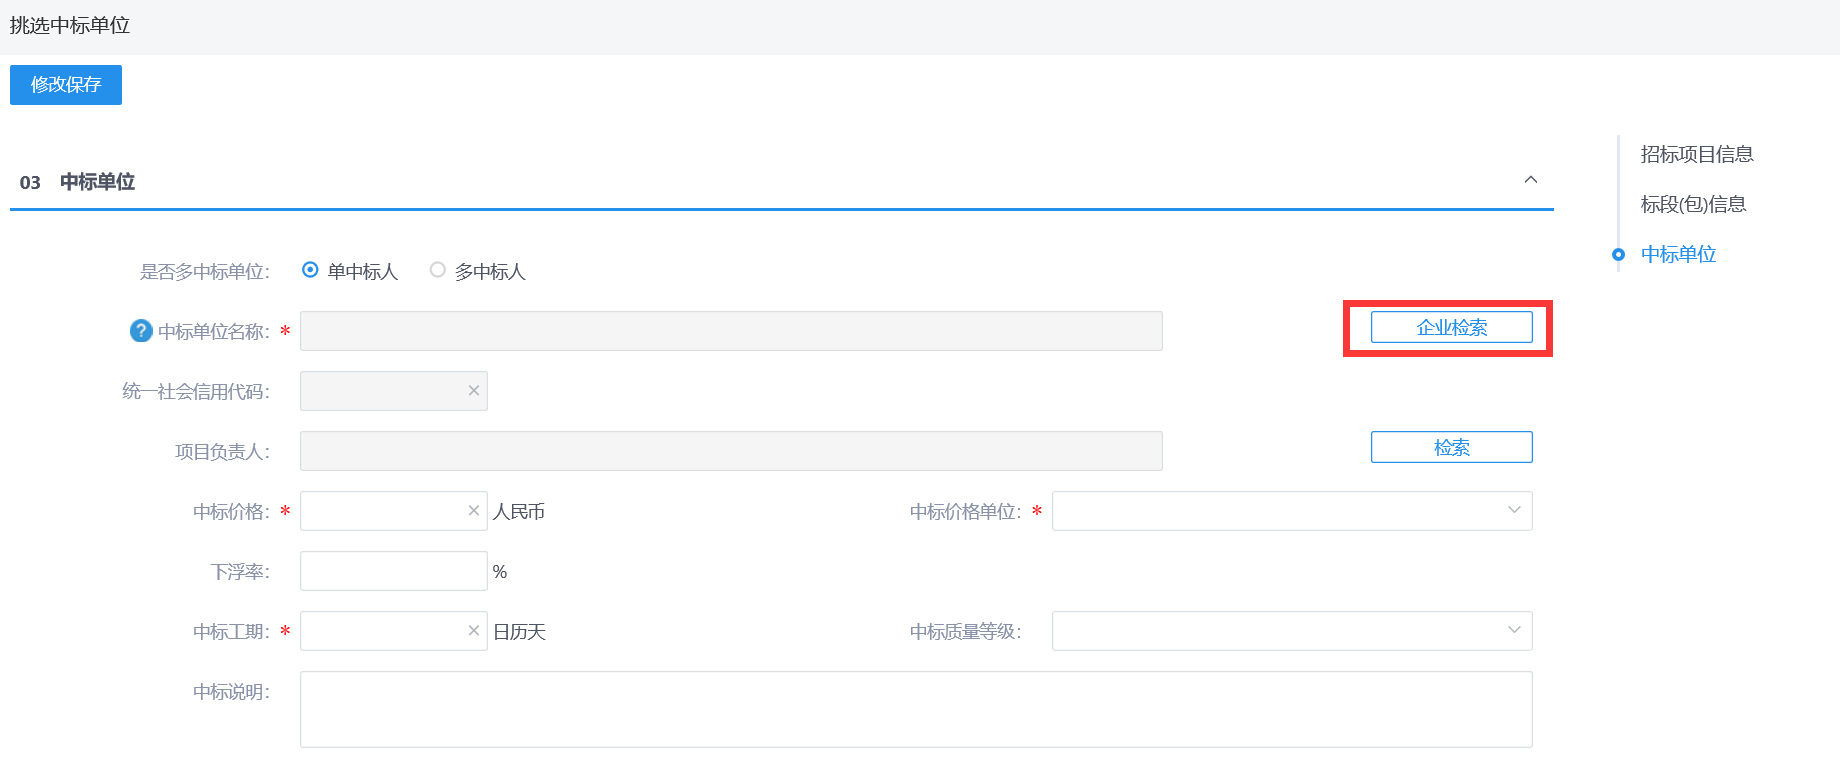 挑选中标单位
修改保存
03 中标单位
招标项目信息
标段(包)信息
中标单位
是否多中标单位： 单中标人 多中标人
? 中标单位名称： * 企业检索
统一社会信用代码： ×
项目负责人： 检索
中标价格： * × 人民币 中标价格单位： *
下浮率： %
中标工期： * × 日历天 中标质量等级：
中标说明：